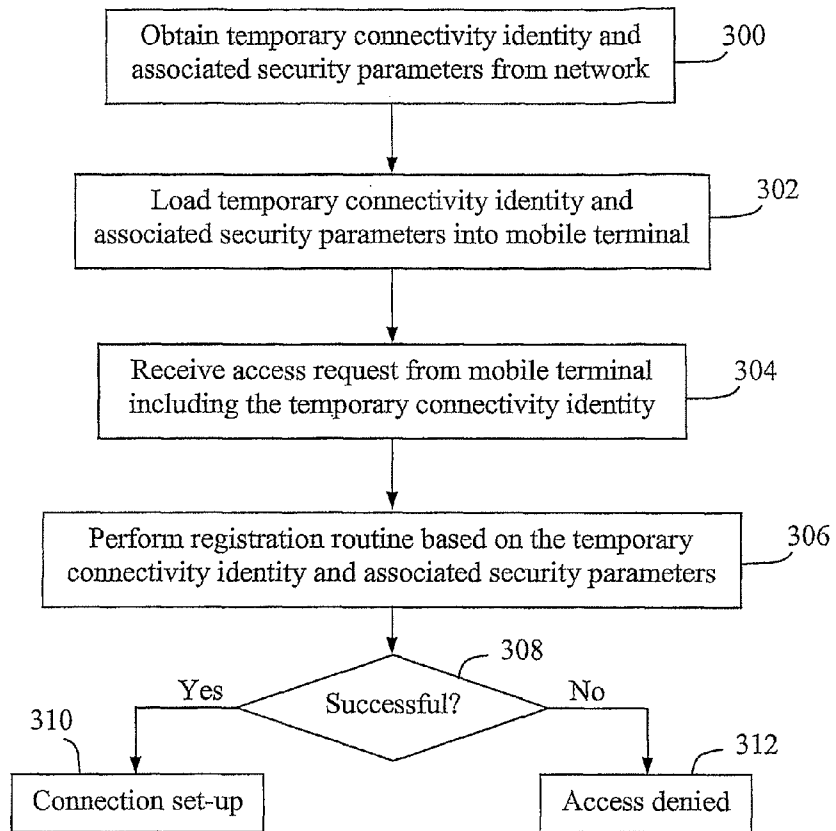 Obtain temporary connectivity identity and
associated security parameters from network
300
Load temporary connectivity identity and
associated security parameters into mobile terminal
302
Receive access request from mobile terminal
including the temporary connectivity identity
304
Perform registration routine based on the temporary
connectivity identity and associated security parameters
306
308
Yes
Successful?
No
310
Connection set-up
312
Access denied